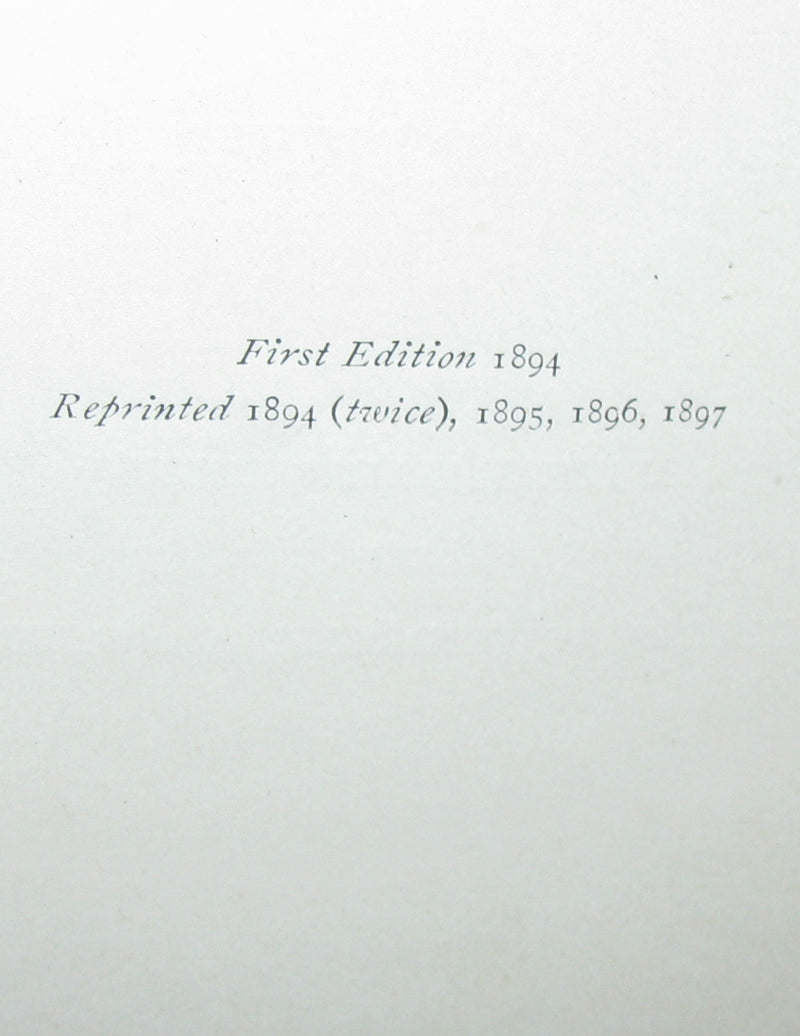 First Edition 1894
Reprinted 1894 (twice), 1895, 1896, 1897